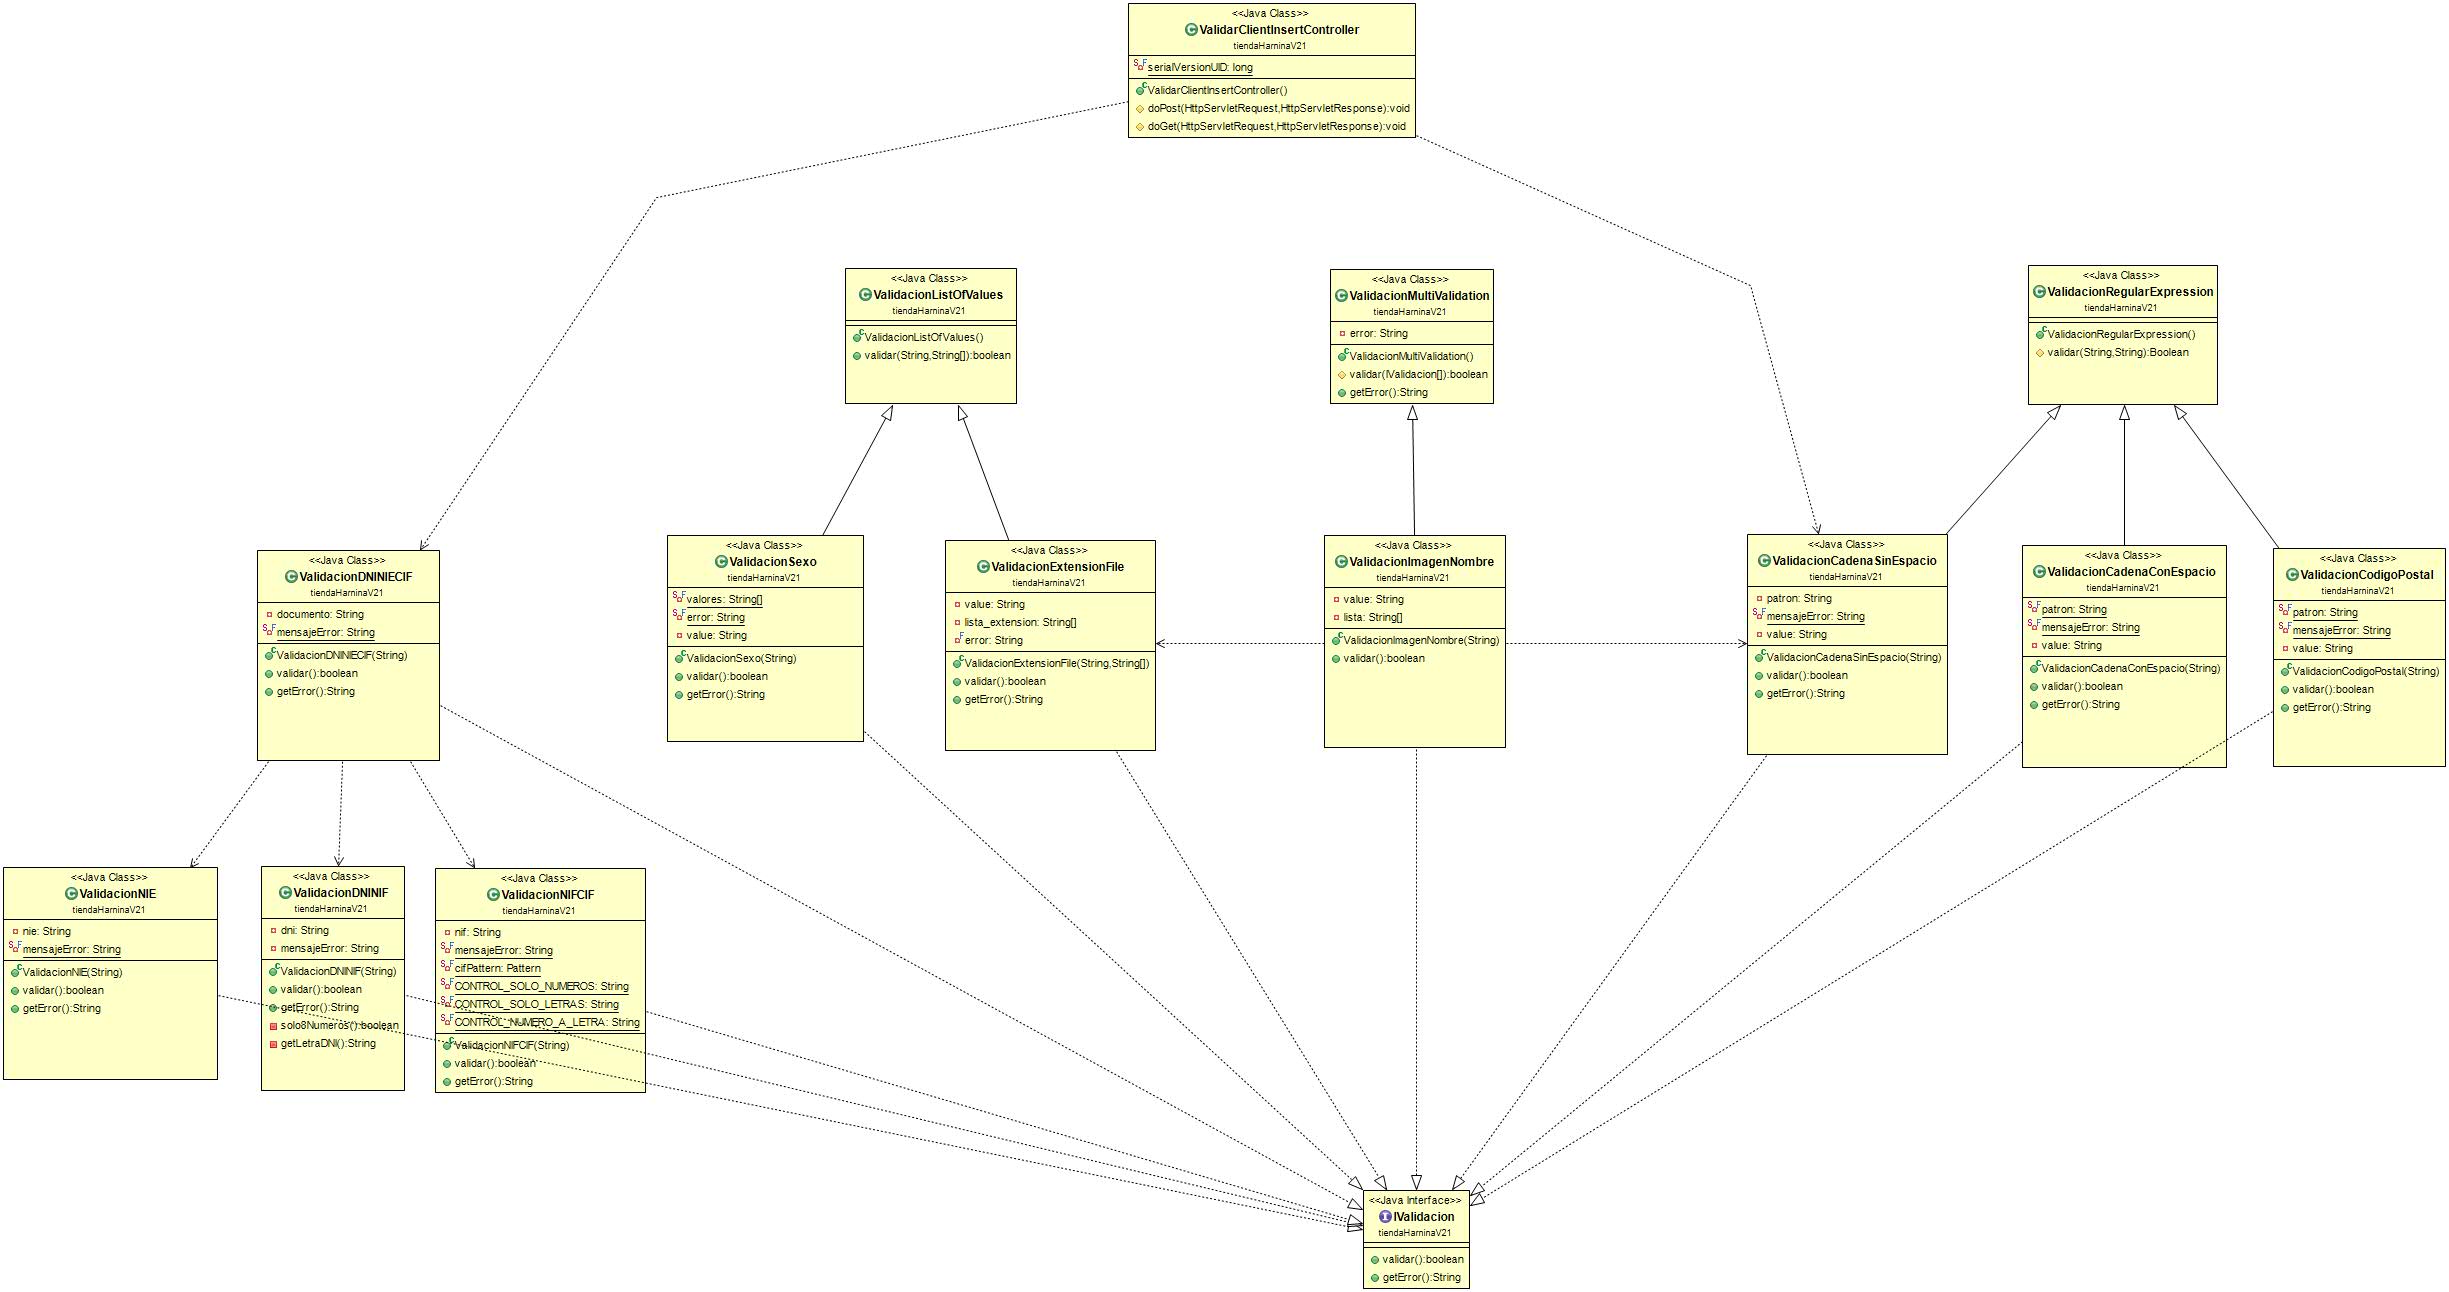 <<Java Class>>
ValidarClientInsertController
tiendaHarninaV21
serialVersionUID: long
ValidarClientInsertController()
doPost(HttpServletRequest,HttpServletResponse):void
doGet(HttpServletRequest,HttpServletResponse):void
<<Java Class>>
ValidacionListOfValues
tiendaHarninaV21
ValidacionListOfValues()
validar(String,String[]):boolean
<<Java Class>>
ValidacionMultiValidation
tiendaHarninaV21
error: String
ValidacionMultiValidation()
validar(IValidacion[]):boolean
getError():String
<<Java Class>>
ValidacionRegularExpression
tiendaHarninaV21
ValidacionRegularExpression()
validar(String,String):Boolean
<<Java Class>>
ValidacionDNINIECIF
tiendaHarninaV21
documento: String
mensajeError: String
ValidacionDNINIECIF(String)
validar():boolean
getError():String
<<Java Class>>
ValidacionSexo
tiendaHarninaV21
valores: String[]
error: String
value: String
ValidacionSexo(String)
validar():boolean
getError():String
<<Java Class>>
ValidacionExtensionFile
tiendaHarninaV21
value: String
lista_extension: String[]
error: String
ValidacionExtensionFile(String,String[])
validar():boolean
getError():String
<<Java Class>>
ValidacionImagenNombre
tiendaHarninaV21
value: String
lista: String[]
ValidacionImagenNombre(String)
validar():boolean
<<Java Class>>
ValidacionCadenaSinEspacio
tiendaHarninaV21
patron: String
mensajeError: String
value: String
ValidacionCadenaSinEspacio(String)
validar():boolean
getError():String
<<Java Class>>
ValidacionCadenaConEspacio
tiendaHarninaV21
patron: String
mensajeError: String
value: String
ValidacionCadenaConEspacio(String)
validar():boolean
getError():String
<<Java Class>>
ValidacionCodigoPostal
tiendaHarninaV21
patron: String
mensajeError: String
value: String
ValidacionCodigoPostal(String)
validar():boolean
getError():String
<<Java Class>>
ValidacionNIE
tiendaHarninaV21
nie: String
mensajeError: String
ValidacionNIE(String)
validar():boolean
getError():String
<<Java Class>>
ValidacionDNINIF
tiendaHarninaV21
dni: String
mensajeError: String
ValidacionDNINIF(String)
validar():boolean
getError():String
solo8Numeros():boolean
getLetraDNI():String
<<Java Class>>
ValidacionNIFCIF
tiendaHarninaV21
nif: String
mensajeError: String
cifPattern: Pattern
CONTROL_SOLO_NUMEROS: String
CONTROL_SOLO_LETRAS: String
CONTROL_NUMERO_A_LETRA: String
ValidacionNIFCIF(String)
validar():boolean
getError():String
<<Java Interface>>
IValidacion
tiendaHarninaV21
validar():boolean
getError():String